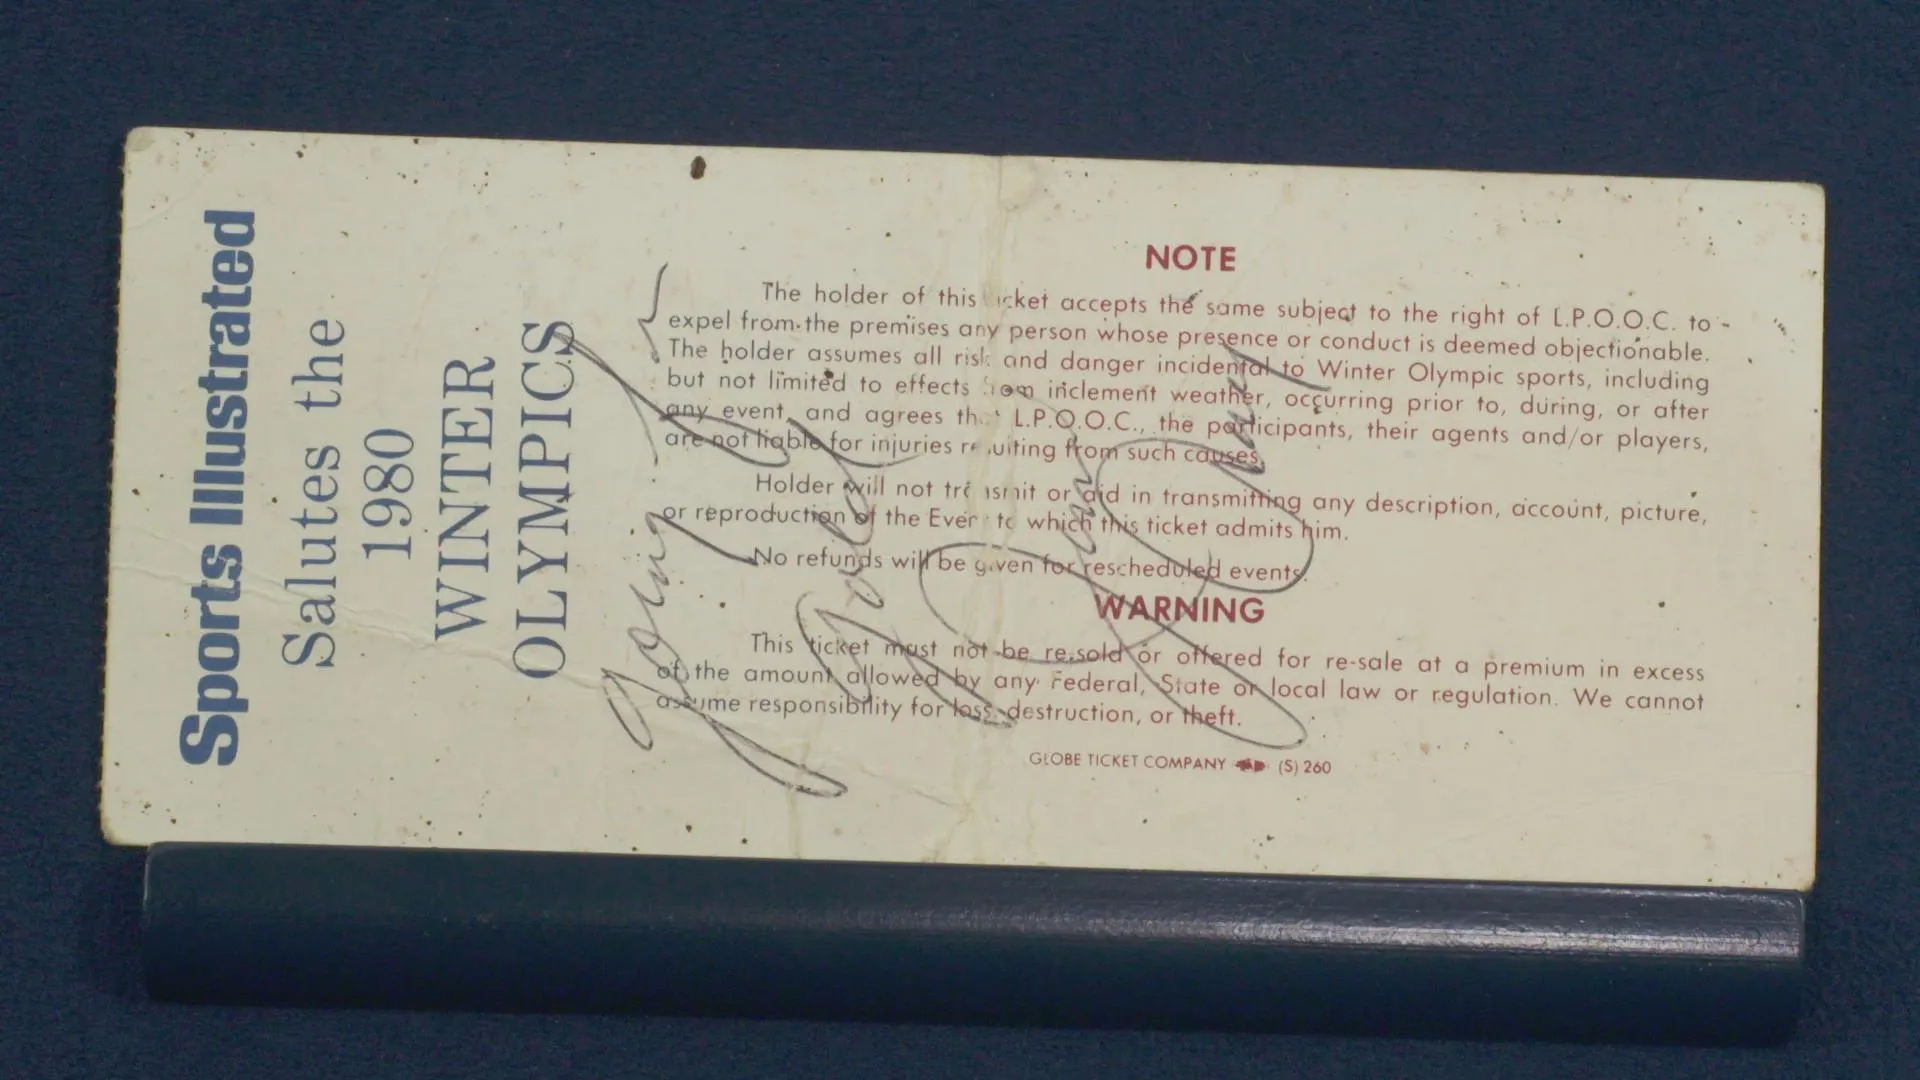 Sports Illustrated
Salutes the
1980
WINTER
OLYMPICS
going for
Gold
NOTE
The holder of this ticket accepts the same subject to the right of L.P.O.O.C. to
expel from the premises any person whose presence or conduct is deemed objectionable.
The holder assumes all risk and danger incidental to Winter Olympic sports, including
but not limited to effects from inclement weather, occurring prior to, during, or after
any event, and agrees that L.P.O.O.C., the participants, their agents and/or players,
are not liable for injuries resulting from such causes.
Holder will not transmit or aid in transmitting any description, account, picture,
or reproduction of the Event to which this ticket admits him.
No refunds will be given for rescheduled events.
WARNING
This ticket must not be re-sold or offered for re-sale at a premium in excess
of the amount allowed by any Federal, State or local law or regulation. We cannot
assume responsibility for loss, destruction, or theft.
GLOBE TICKET COMPANY (S) 260